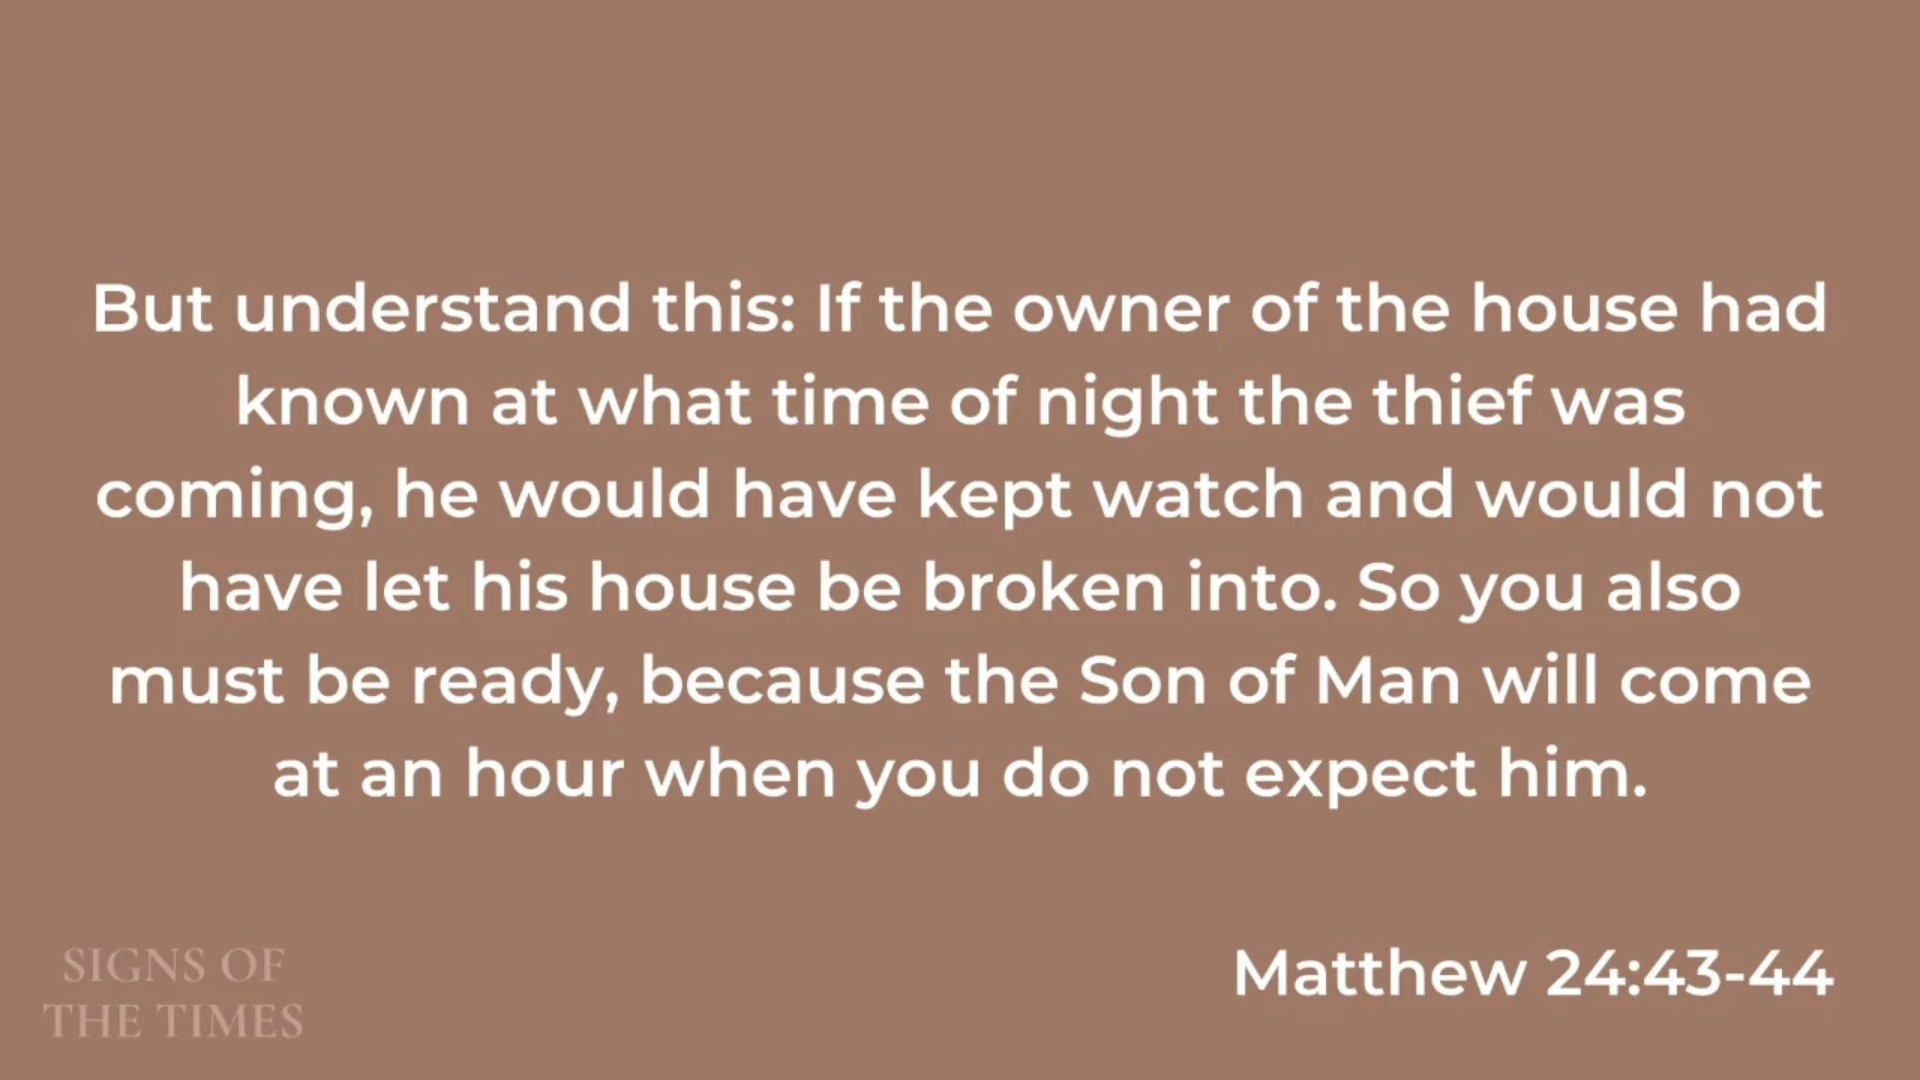 But understand this: If the owner of the house had
known at what time of night the thief was
coming, he would have kept watch and would not
have let his house be broken into. So you also
must be ready, because the Son of Man will come
at an hour when you do not expect him.
Matthew 24:43-44
SIGNS OF
THE TIMES